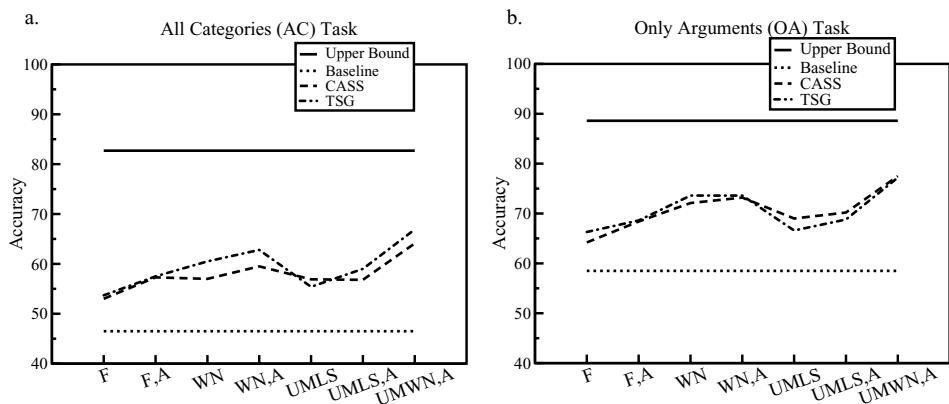 a.
All Categories (AC) Task
Upper Bound
Baseline
CASS
TSG
100
90
80
70
60
50
40
Accuracy
F
F,A
WN
WN,A
UMLS
UMLS,A
UMWN,A
b.
Only Arguments (OA) Task
Upper Bound
Baseline
CASS
TSG
100
90
80
70
60
50
40
Accuracy
F
F,A
WN
WN,A
UMLS
UMLS,A
UMWN,A